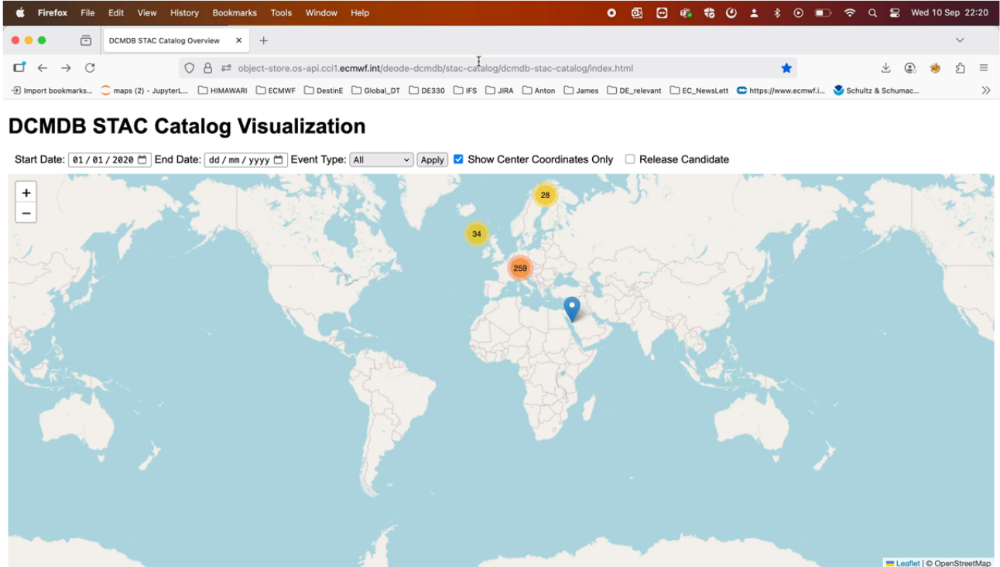 Firefox File Edit View History Bookmarks Tools Window Help Wed 10 Sep 22:20
DCMDB STAC Catalog Overview
object-store.os-api.cci1.ecmwf.int/deode-dcmdb/stac-catalog/dcmdb-stac-catalog/index.html
Import bookmarks... maps (2) - JupyterL... HIMAWARI ECMWF DestinE Global_DT DE330 IFS JIRA Anton James DE_relevant EC_NewsLett https://www.ecmwf.i... Schultz & Schumac...
DCMDB STAC Catalog Visualization
Start Date: 01/01/2020 End Date: dd/mm/yyyy Event Type: All Apply Show Center Coordinates Only Release Candidate
+
−
28
34
259
Leaflet | © OpenStreetMap